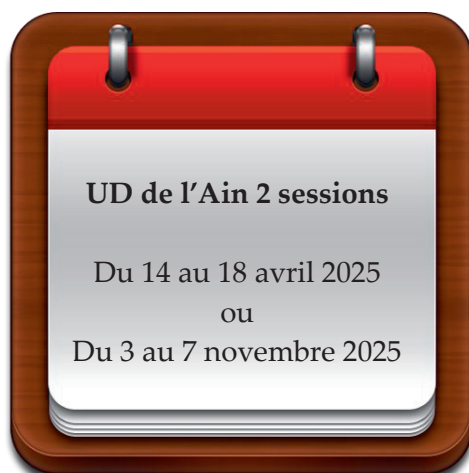 UD de l’Ain 2 sessions
Du 14 au 18 avril 2025
ou
Du 3 au 7 novembre 2025